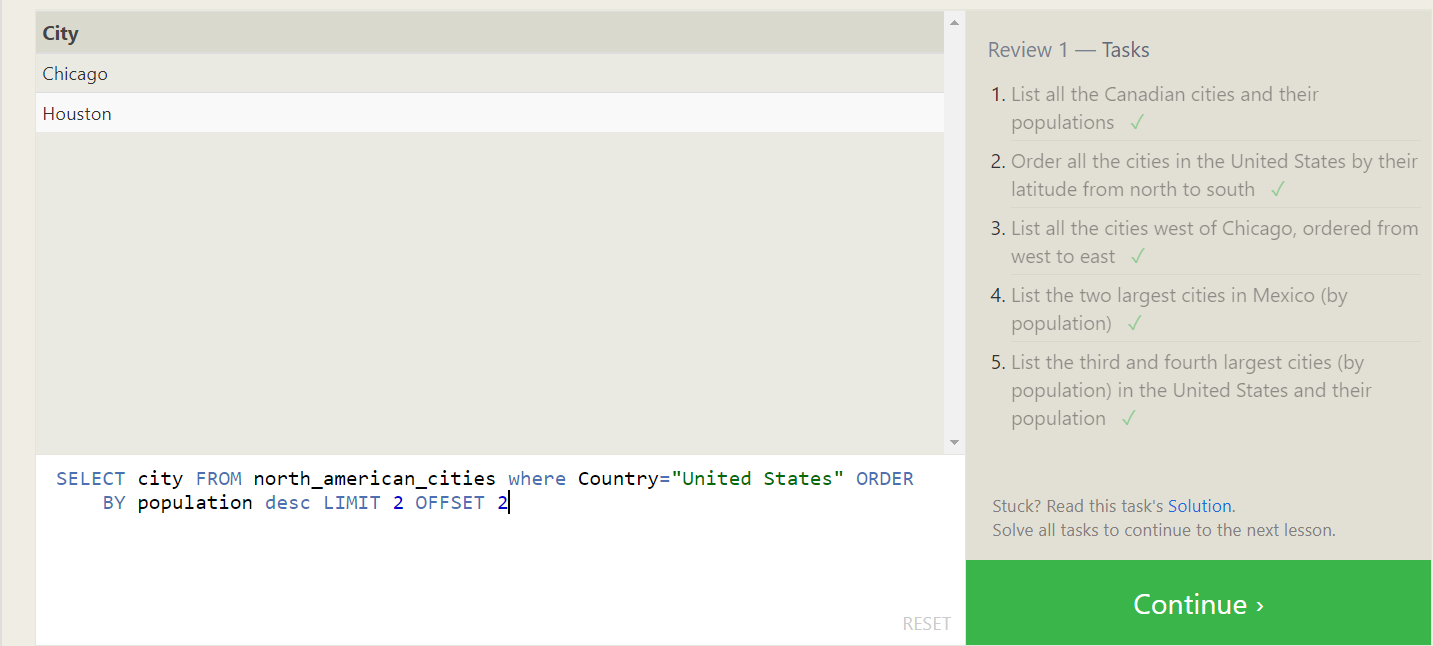 City
Chicago
Houston
SELECT city FROM north_american_cities where Country="United States" ORDER
BY population desc LIMIT 2 OFFSET 2
RESET
Review 1 — Tasks
1. List all the Canadian cities and their
populations ✓
2. Order all the cities in the United States by their
latitude from north to south ✓
3. List all the cities west of Chicago, ordered from
west to east ✓
4. List the two largest cities in Mexico (by
population) ✓
5. List the third and fourth largest cities (by
population) in the United States and their
population ✓
Stuck? Read this task's Solution.
Solve all tasks to continue to the next lesson.
Continue ›